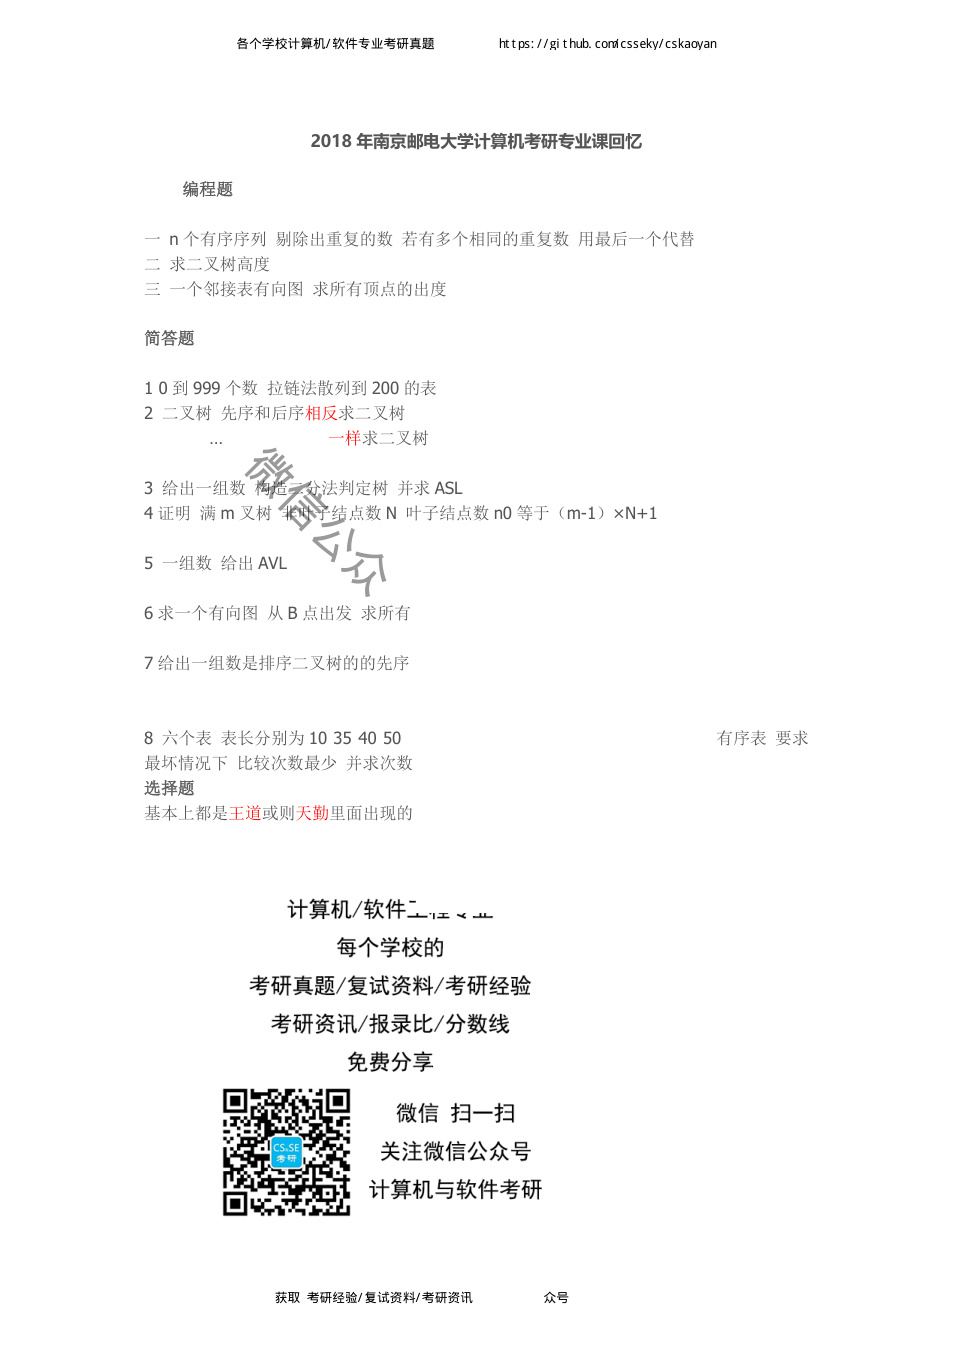 各个学校计算机/软件专业考研真题 https://github.com/csseky/cskaoyan
2018 年南京邮电大学计算机考研专业课回忆
编程题
一 n 个有序序列 剔除出重复的数 若有多个相同的重复数 用最后一个代替
二 求二叉树高度
三 一个邻接表有向图 求所有顶点的出度
简答题
1 0 到 999 个数 拉链法散列到 200 的表
2 二叉树 先序和后序相反求二叉树
... 一样求二叉树
3 给出一组数 构造二分法判定树 并求 ASL
4 证明 满 m 叉树 非叶子结点数 N 叶子结点数 n0 等于（m-1）×N+1
5 一组数 给出 AVL
6 求一个有向图 从 B 点出发 求所有
7 给出一组数是排序二叉树的的先序
8 六个表 表长分别为 10 35 40 50 有序表 要求
最坏情况下 比较次数最少 并求次数
选择题
基本上都是王道或则天勤里面出现的
微信公众
计算机/软件工程专业
每个学校的
考研真题/复试资料/考研经验
考研资讯/报录比/分数线
免费分享
CS&SE
考研
微信 扫一扫
关注微信公众号
计算机与软件考研
获取 考研经验/复试资料/考研资讯 众号